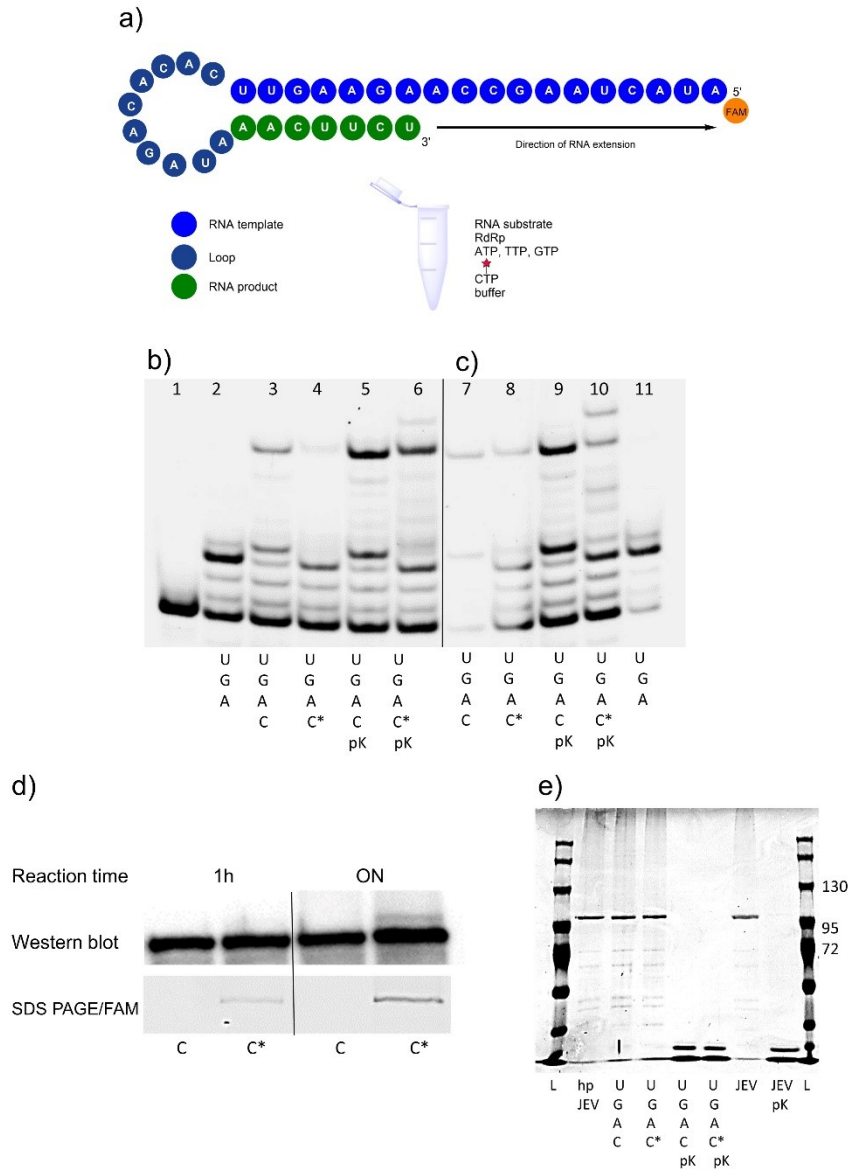 a)
A C
C
A
C
A
G
A
U
A
U U G A A G A A C C G A A U C A U A 5'
FAM
A A C U U C U 3'
Direction of RNA extension
RNA template
Loop
RNA product
RNA substrate
RdRp
ATP, TTP, GTP
CTP
buffer
b) c)
1 2 3 4 5 6 7 8 9 10 11
U U U U U U U U U U
G G G G G G G G G G
A A A A A A A A A A
C C* C C* C C* C C*
pK pK pK pK
d)
Reaction time 1h ON
Western blot
SDS PAGE/FAM
C C* C C*
e)
130
95
72
L hp U U U U JEV JEV L
JEV G G G G pK
A A A A
C C* C C*
pK pK